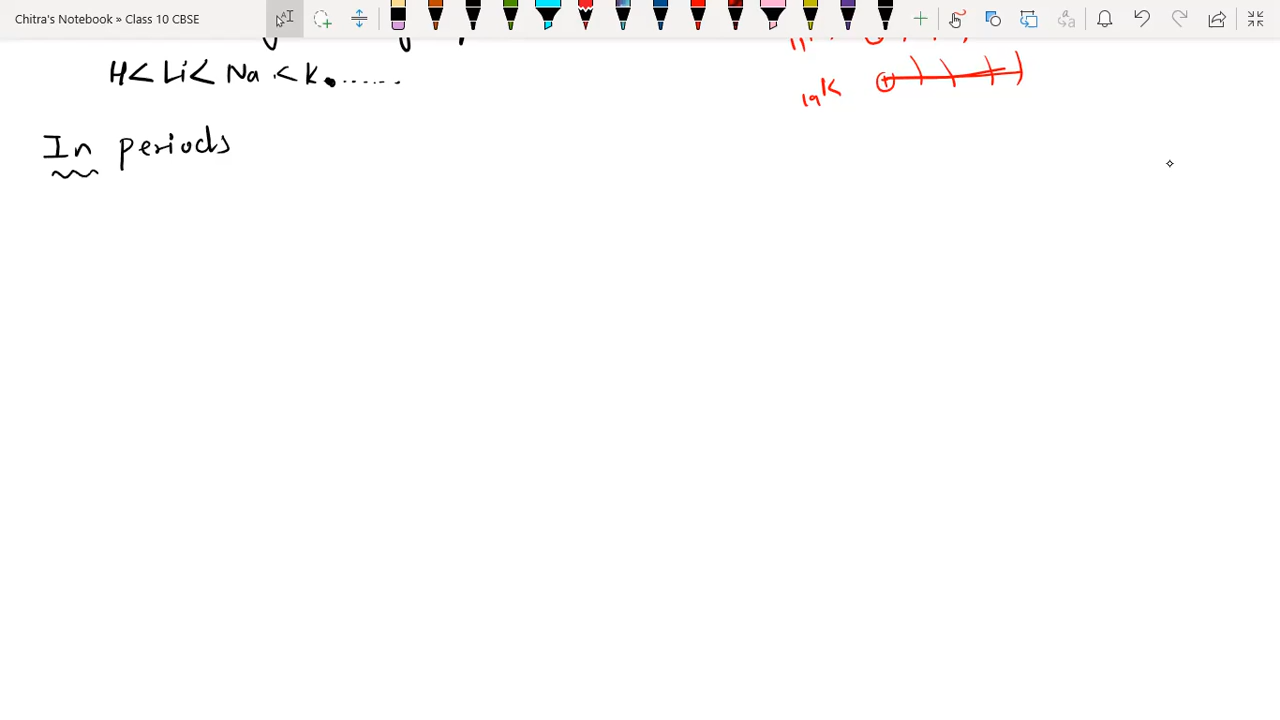 Chitra's Notebook » Class 10 CBSE
H < Li < Na < K.......
19K
In periods